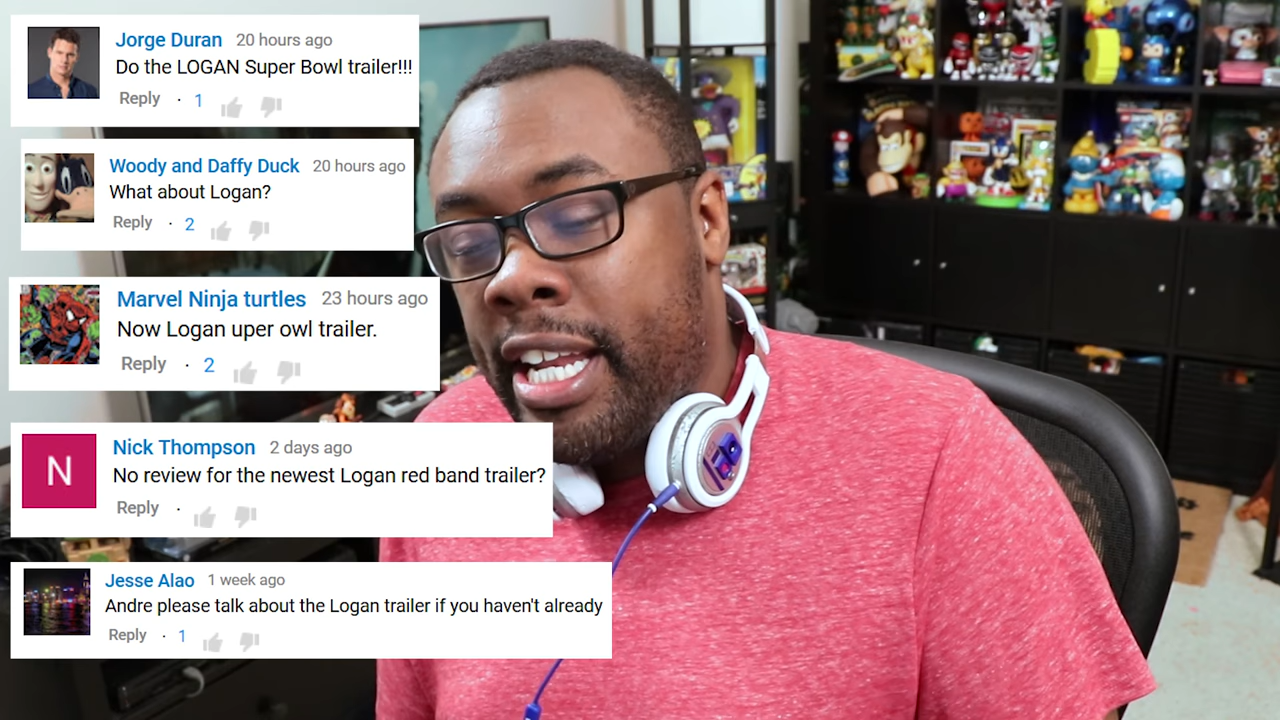 Jorge Duran 20 hours ago
Do the LOGAN Super Bowl trailer!!!
Reply · 1
Woody and Daffy Duck 20 hours ago
What about Logan?
Reply · 2
Marvel Ninja turtles 23 hours ago
Now Logan uper owl trailer.
Reply · 2
N
Nick Thompson 2 days ago
No review for the newest Logan red band trailer?
Reply ·
Jesse Alao 1 week ago
Andre please talk about the Logan trailer if you haven't already
Reply · 1